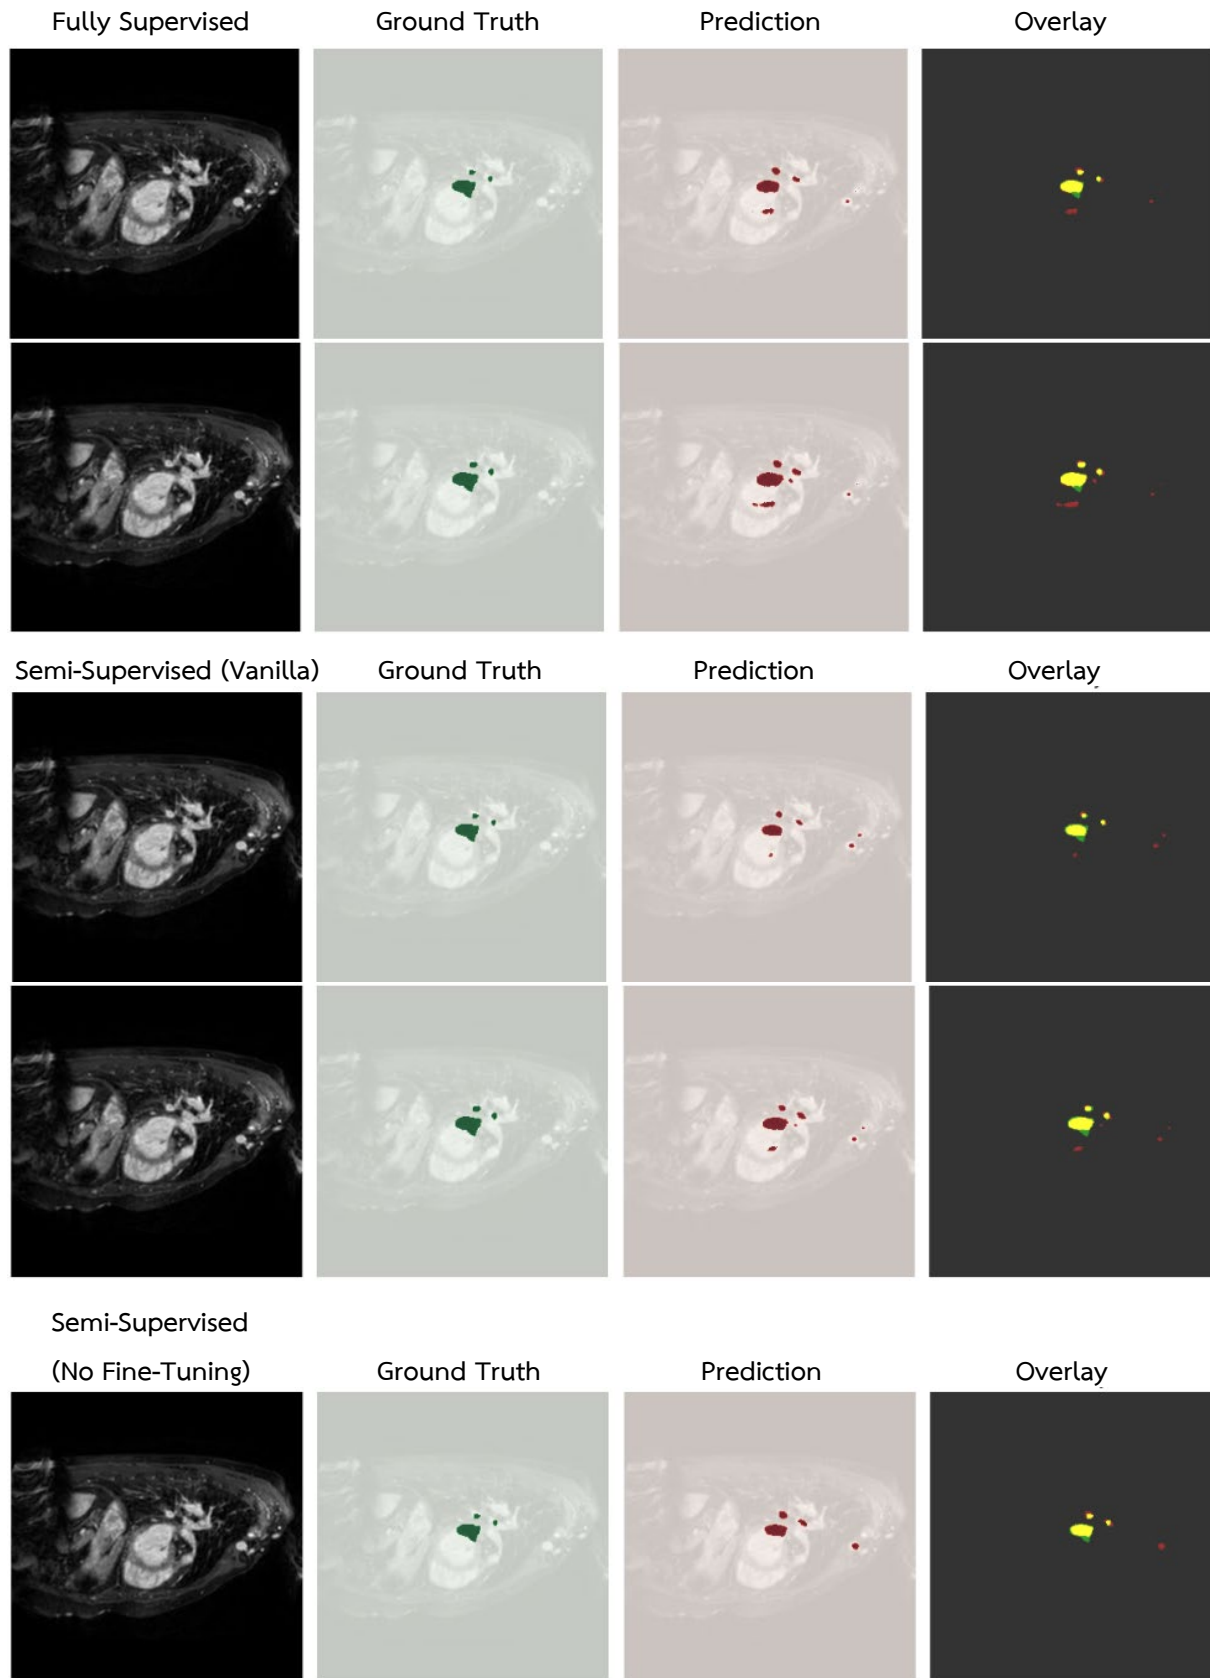 Fully Supervised Ground Truth Prediction Overlay
Semi-Supervised (Vanilla) Ground Truth Prediction Overlay
Semi-Supervised
(No Fine-Tuning) Ground Truth Prediction Overlay